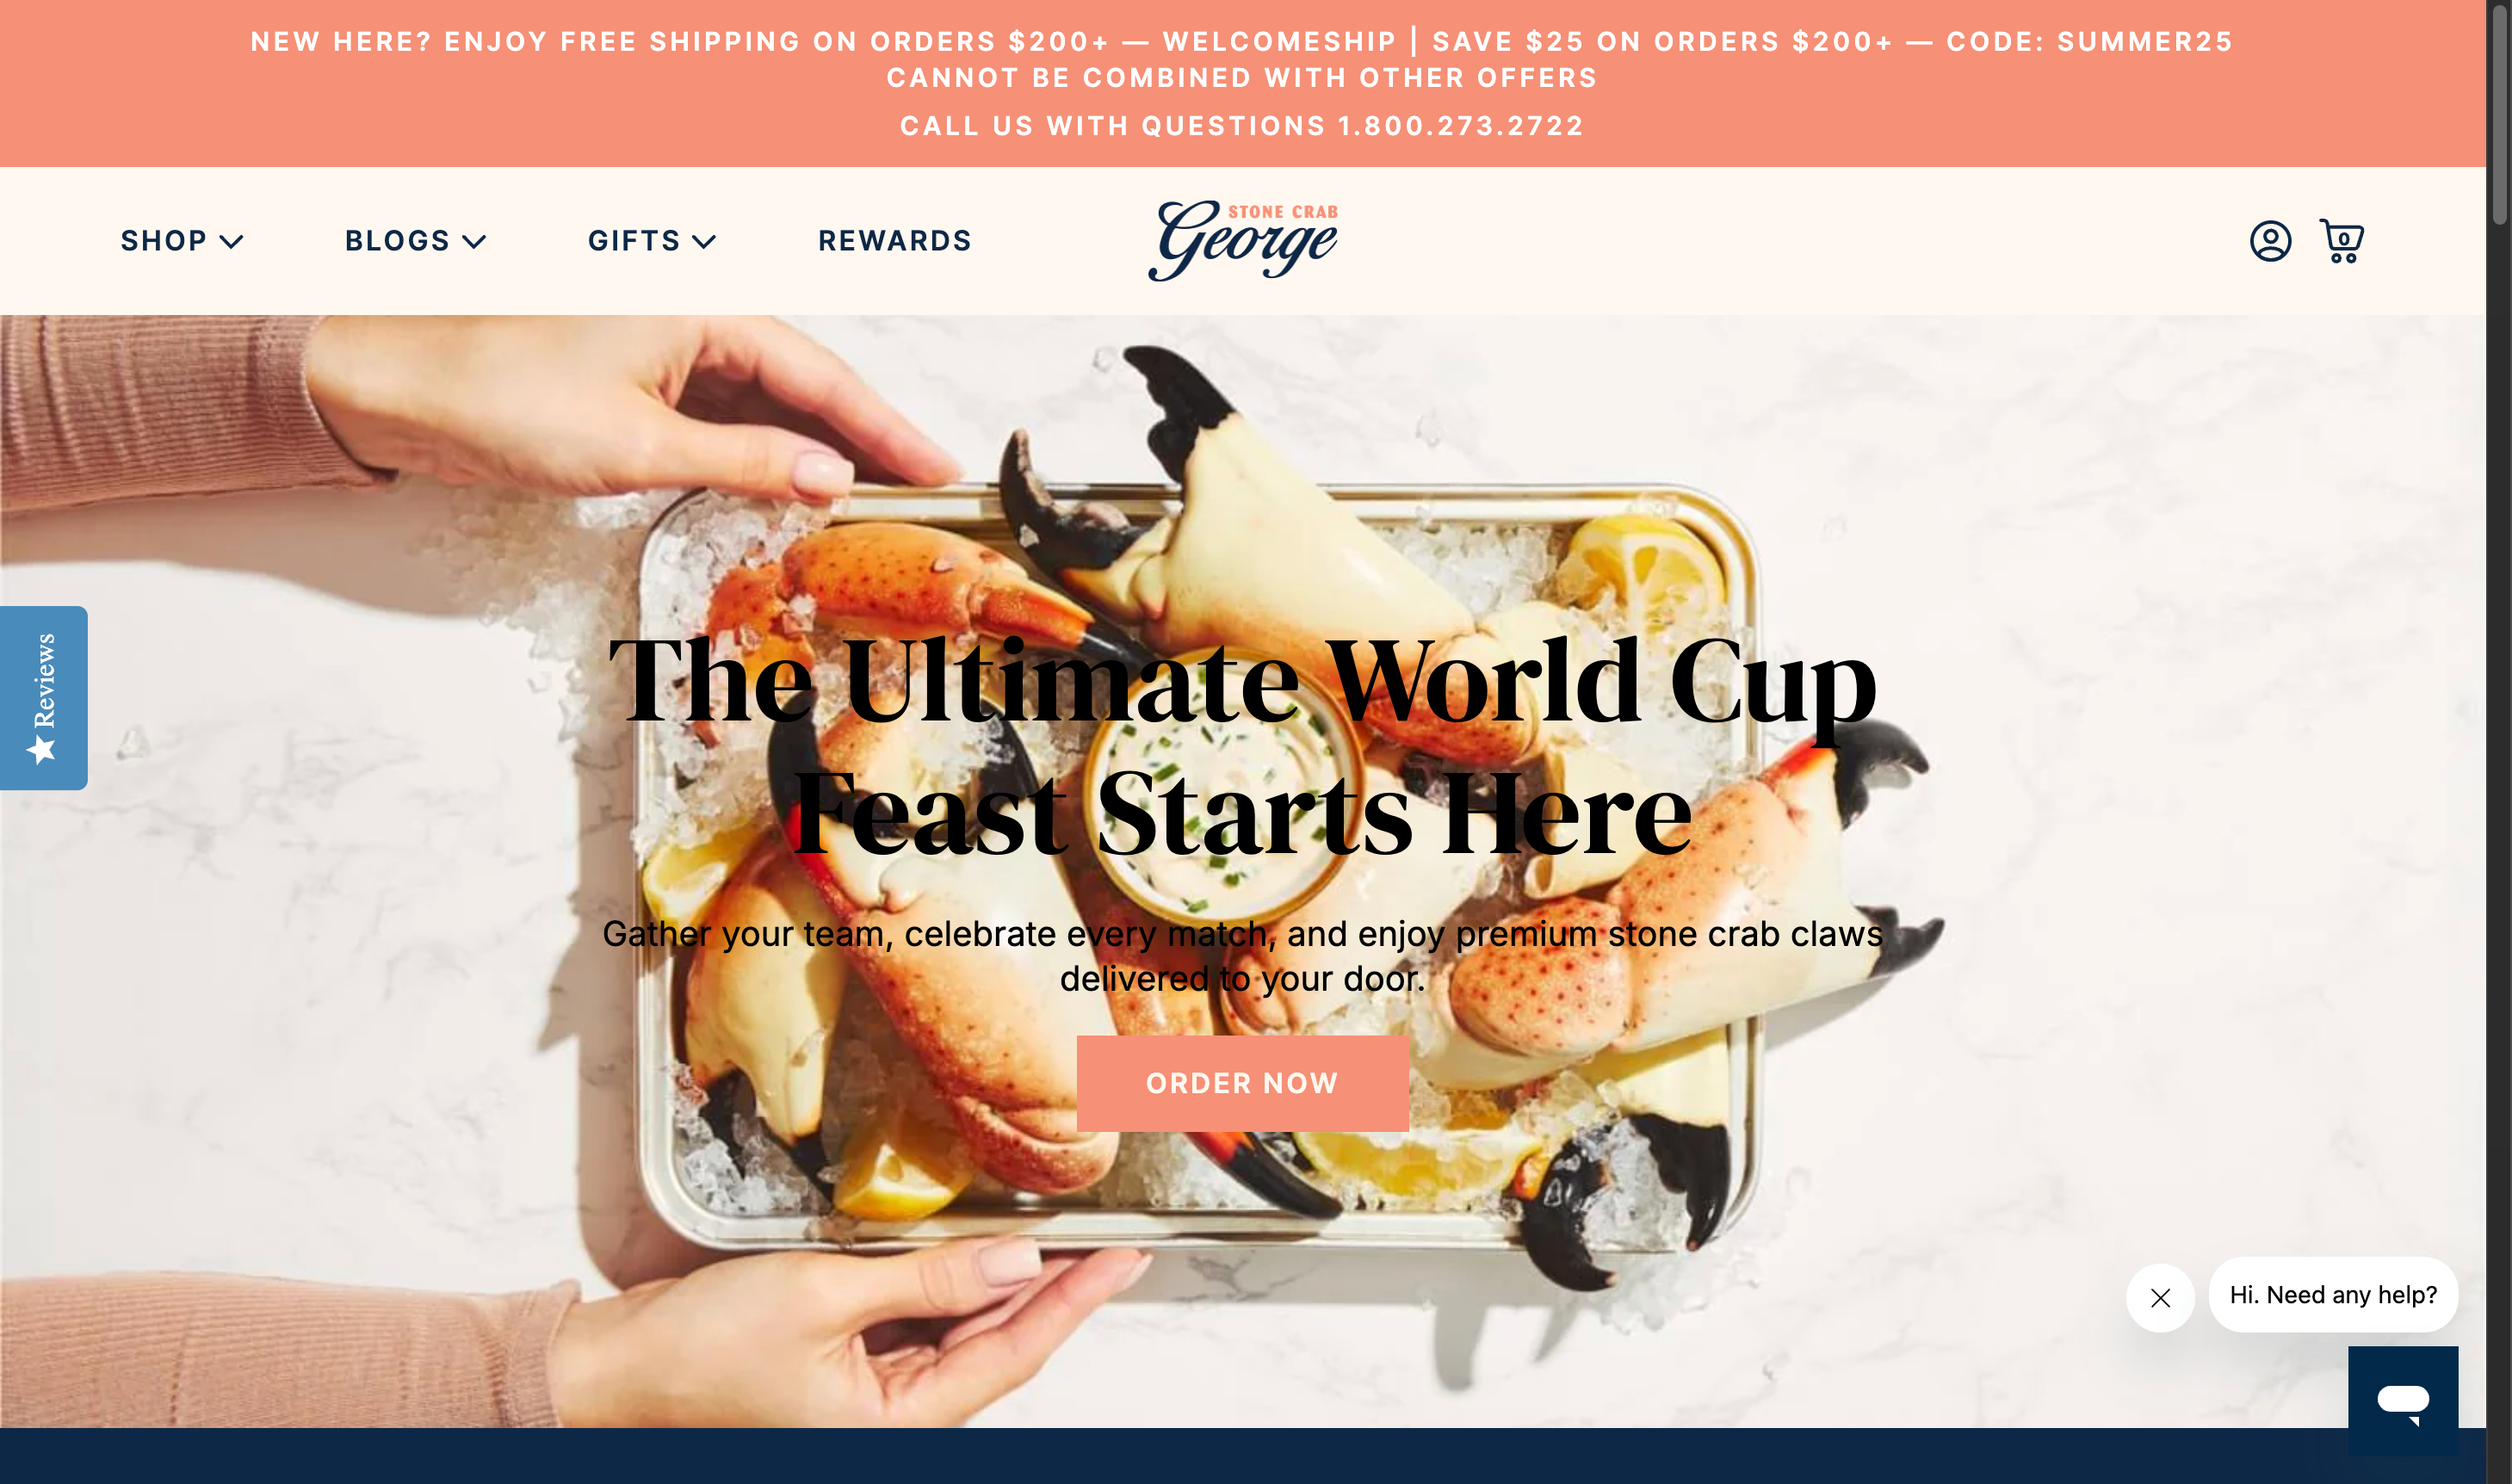 NEW HERE? ENJOY FREE SHIPPING ON ORDERS $200+ — WELCOMESHIP | SAVE $25 ON ORDERS $200+ — CODE: SUMMER25
CANNOT BE COMBINED WITH OTHER OFFERS
CALL US WITH QUESTIONS 1.800.273.2722
SHOP
BLOGS
GIFTS
REWARDS
STONE CRAB
George
0
Reviews
The Ultimate World Cup
Feast Starts Here
Gather your team, celebrate every match, and enjoy premium stone crab claws
delivered to your door.
ORDER NOW
Hi. Need any help?